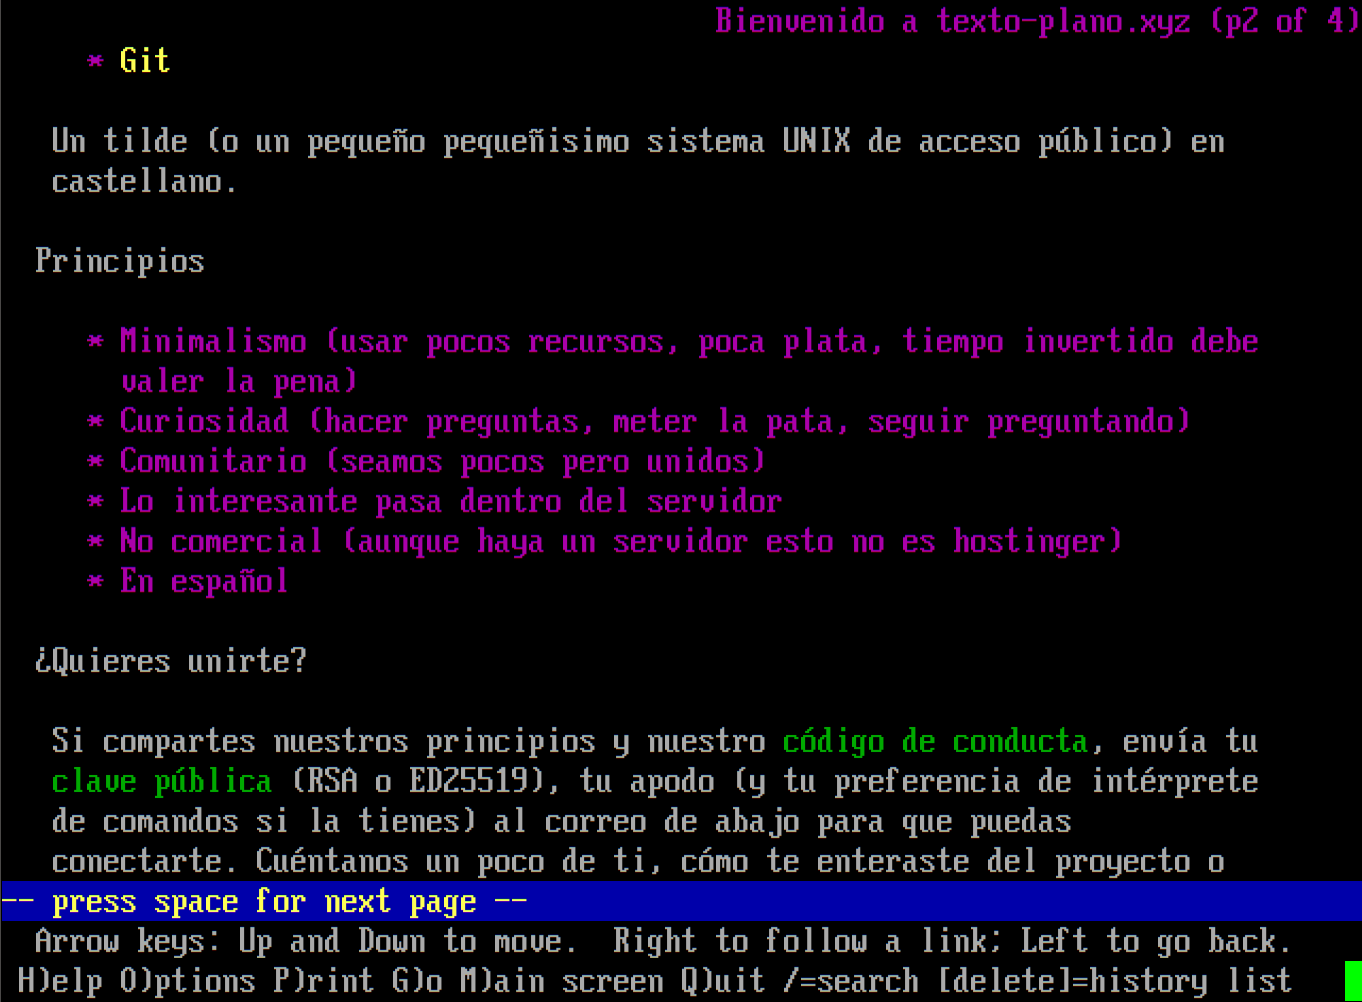 Bienvenido a texto-plano.xyz (p2 of 4)
* Git
Un tilde (o un pequeño pequeñisimo sistema UNIX de acceso público) en
castellano.
Principios
* Minimalismo (usar pocos recursos, poca plata, tiempo invertido debe
valer la pena)
* Curiosidad (hacer preguntas, meter la pata, seguir preguntando)
* Comunitario (seamos pocos pero unidos)
* Lo interesante pasa dentro del servidor
* No comercial (aunque haya un servidor esto no es hostinger)
* En español
¿Quieres unirte?
Si compartes nuestros principios y nuestro código de conducta, envía tu
clave pública (RSA o ED25519), tu apodo (y tu preferencia de intérprete
de comandos si la tienes) al correo de abajo para que puedas
conectarte. Cuéntanos un poco de ti, cómo te enteraste del proyecto o
-- press space for next page --
Arrow keys: Up and Down to move.  Right to follow a link; Left to go back.
H)elp O)ptions P)rint G)o M)ain screen Q)uit /=search [delete]=history list